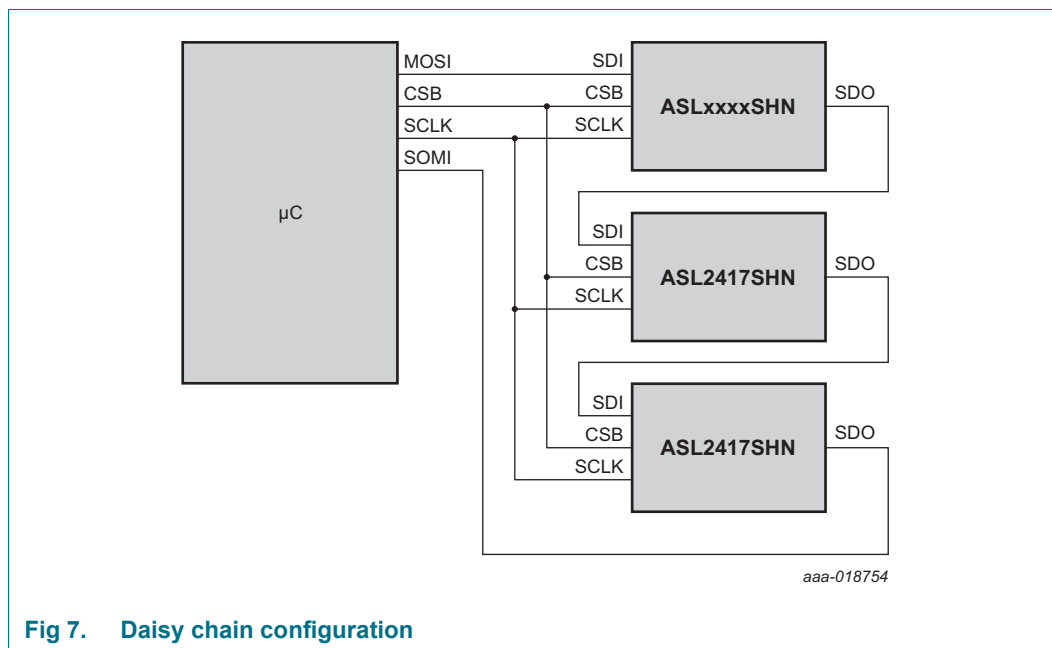 MOSI SDI
CSB CSB ASLxxxxSHN SDO
SCLK SCLK
SOMI
µC
SDI
CSB ASL2417SHN SDO
SCLK
SDI
CSB ASL2417SHN SDO
SCLK
aaa-018754
Fig 7. Daisy chain configuration